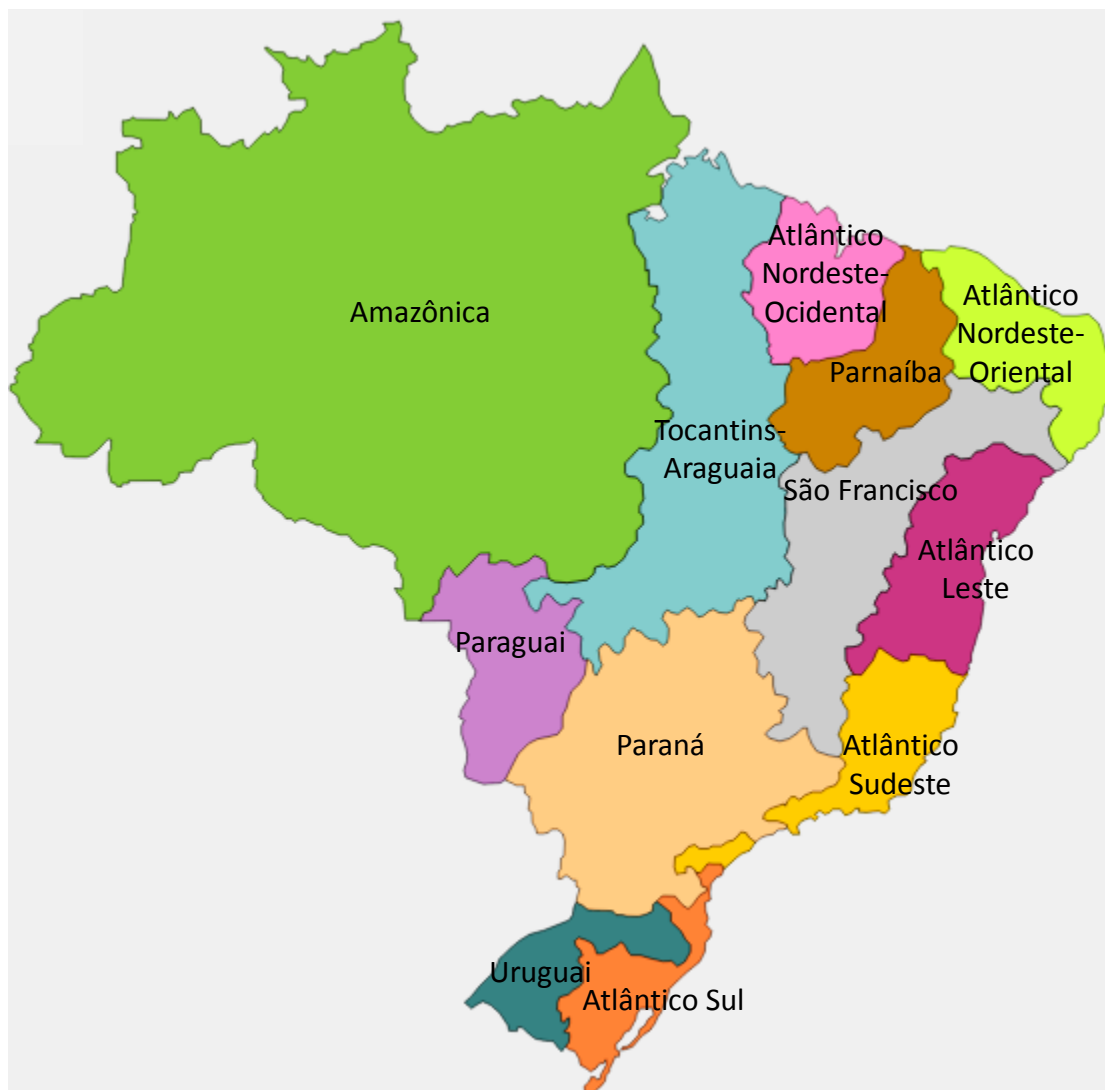 Amazônica
Atlântico
Nordeste-
Ocidental
Atlântico
Nordeste-
Oriental
Parnaíba
Tocantins-
Araguaia
São Francisco
Atlântico
Leste
Paraguai
Paraná
Atlântico
Sudeste
Uruguai
Atlântico Sul